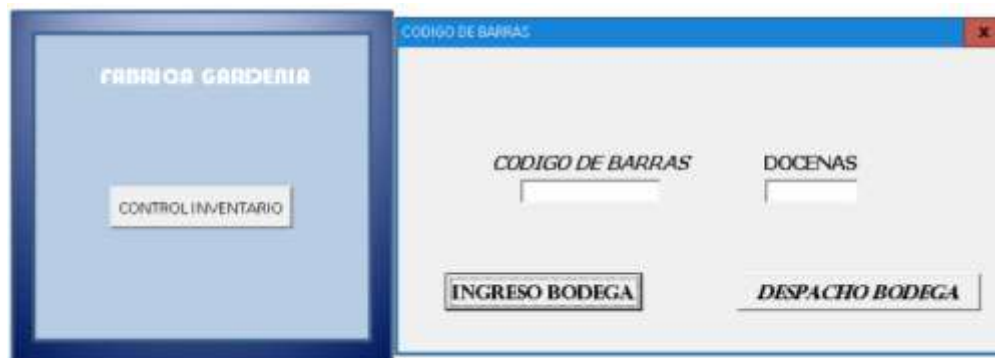 FABRICA GARDENIA
CONTROL INVENTARIO
CODIGO DE BARRAS
x
CODIGO DE BARRAS
DOCENAS
INGRESO BODEGA
DESPACHO BODEGA